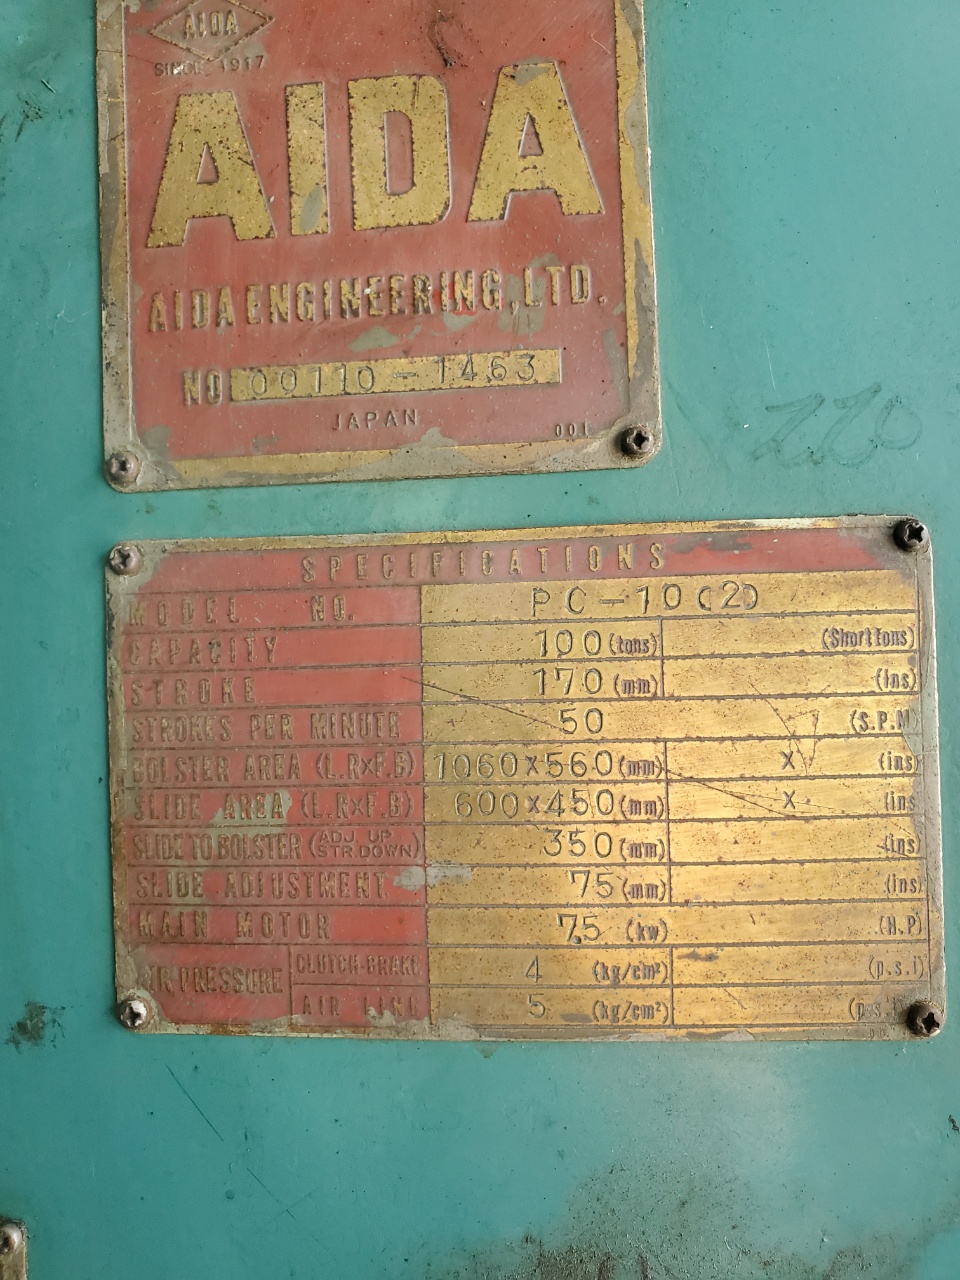 AIDA
SINCE 1917
AIDA
AIDA ENGINEERING, LTD.
NO 00110-1463
JAPAN
001
220
SPECIFICATIONS
MODEL NO. PC-10(2)
CAPACITY 100 (tons) (Short tons)
STROKE 170 (mm) (ins)
STROKES PER MINUTE 50 (S.P.M
BOLSTER AREA (L.R×F.B) 1060×560 (mm) × (ins
SLIDE AREA (L.R×F.B) 600×450 (mm) × (ins
SLIDE TO BOLSTER (ADJ UP STR.DOWN) 350 (mm) (ins)
SLIDE ADJUSTMENT 75 (mm) (ins)
MAIN MOTOR 7.5 (kw) (H.P)
AIR PRESSURE CLUTCH-BRAKE 4 (kg/cm²) (p.s.i)
AIR LINE 5 (kg/cm²) (p.s.i)